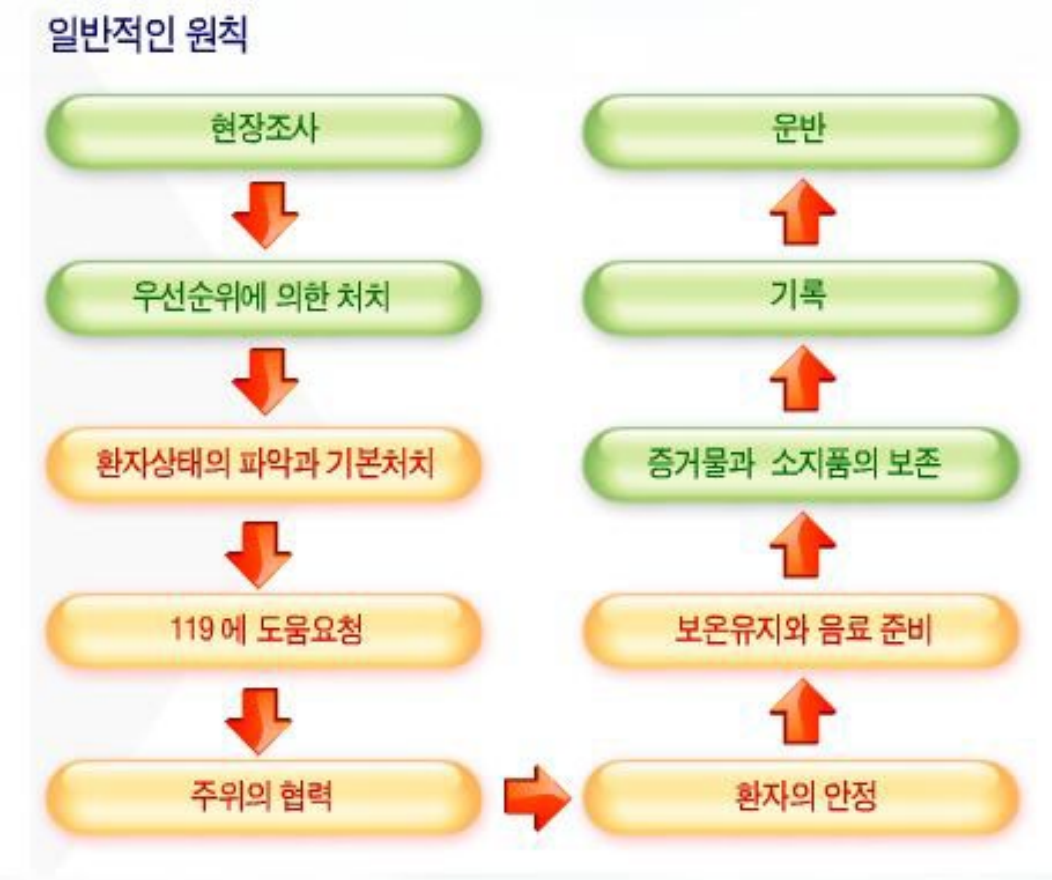 일반적인 원칙
현장조사
우선순위에 의한 처치
환자상태의 파악과 기본처치
119에 도움요청
주위의 협력
환자의 안정
보온유지와 음료 준비
증거물과 소지품의 보존
기록
운반